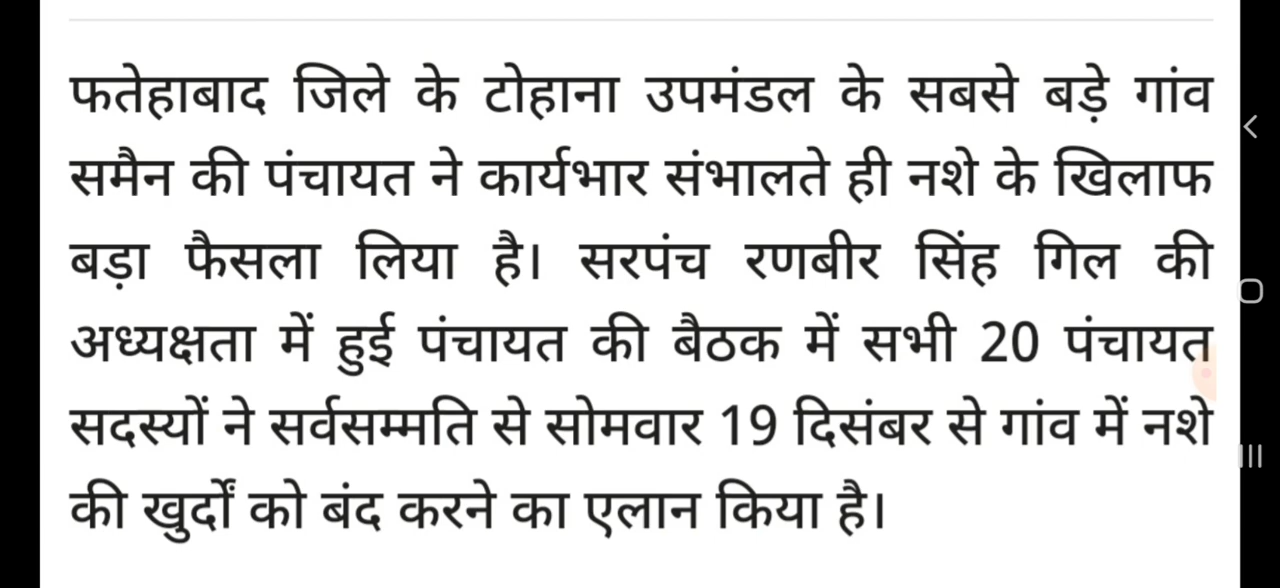 फतेहाबाद जिले के टोहाना उपमंडल के सबसे बड़े गांव
समैन की पंचायत ने कार्यभार संभालते ही नशे के खिलाफ
बड़ा फैसला लिया है। सरपंच रणबीर सिंह गिल की
अध्यक्षता में हुई पंचायत की बैठक में सभी 20 पंचायत
सदस्यों ने सर्वसम्मति से सोमवार 19 दिसंबर से गांव में नशे
की खुर्दों को बंद करने का एलान किया है।